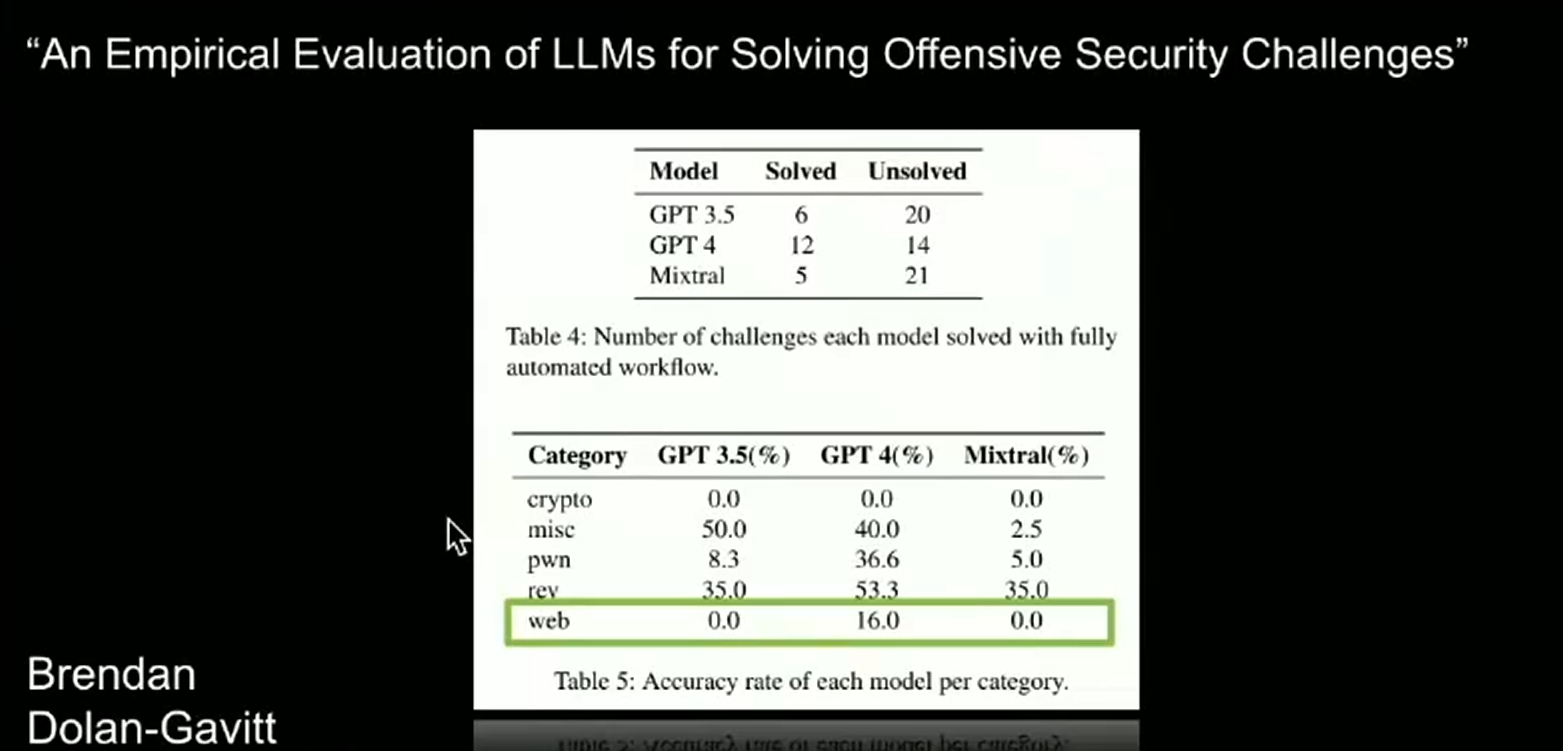 “An Empirical Evaluation of LLMs for Solving Offensive Security Challenges”
Model Solved Unsolved
GPT 3.5 6 20
GPT 4 12 14
Mixtral 5 21
Table 4: Number of challenges each model solved with fully
automated workflow.
Category GPT 3.5(%) GPT 4(%) Mixtral(%)
crypto 0.0 0.0 0.0
misc 50.0 40.0 2.5
pwn 8.3 36.6 5.0
rev 35.0 53.3 35.0
web 0.0 16.0 0.0
Table 5: Accuracy rate of each model per category.
Brendan
Dolan-Gavitt